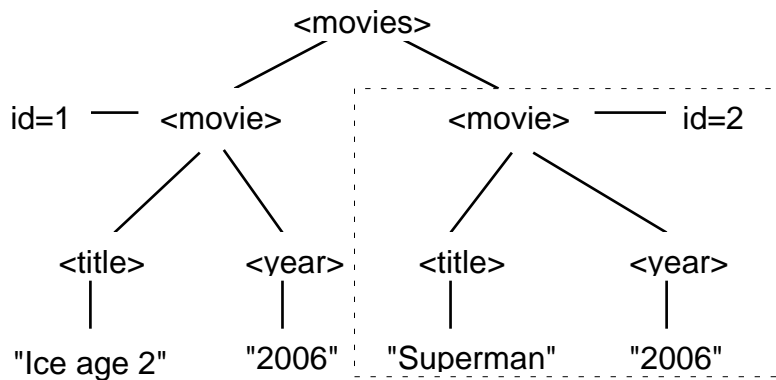 <movies>
id=1 <movie> <movie> id=2
<title> <year> <title> <year>
"Ice age 2" "2006" "Superman" "2006"